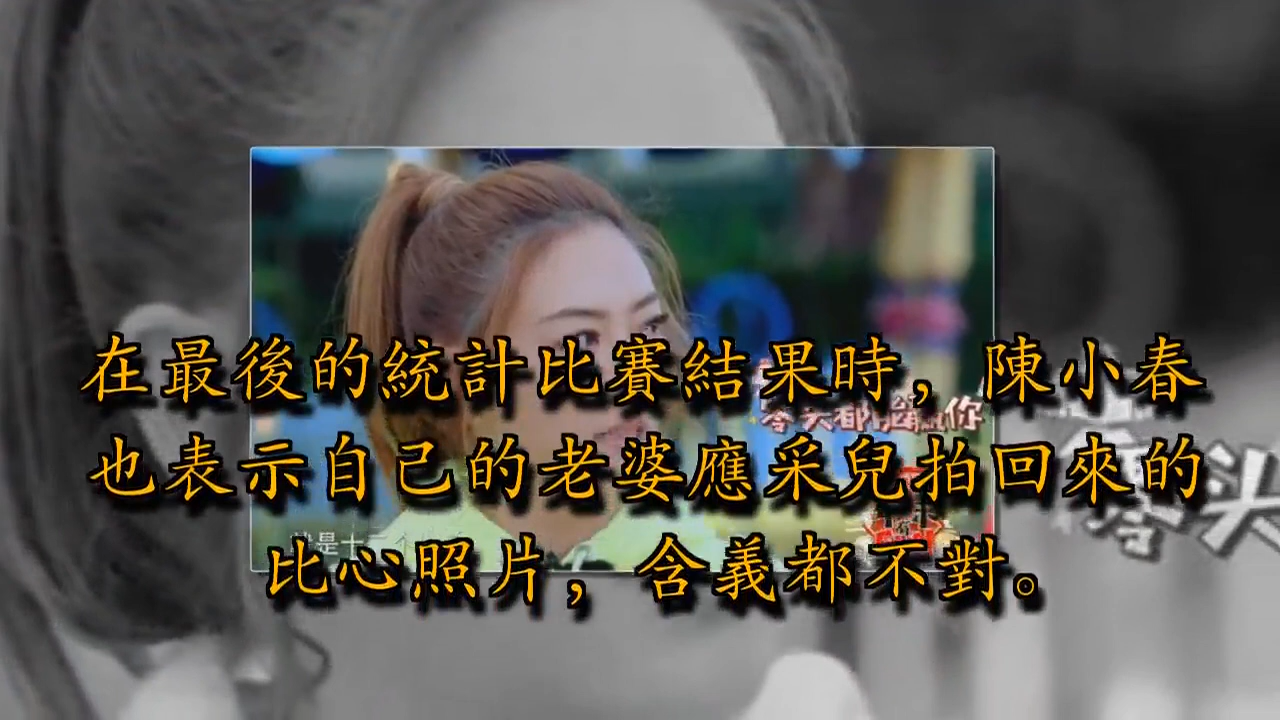 在最後的統計比賽結果時，陳小春
也表示自己的老婆應采兒拍回來的
比心照片，含義都不對。